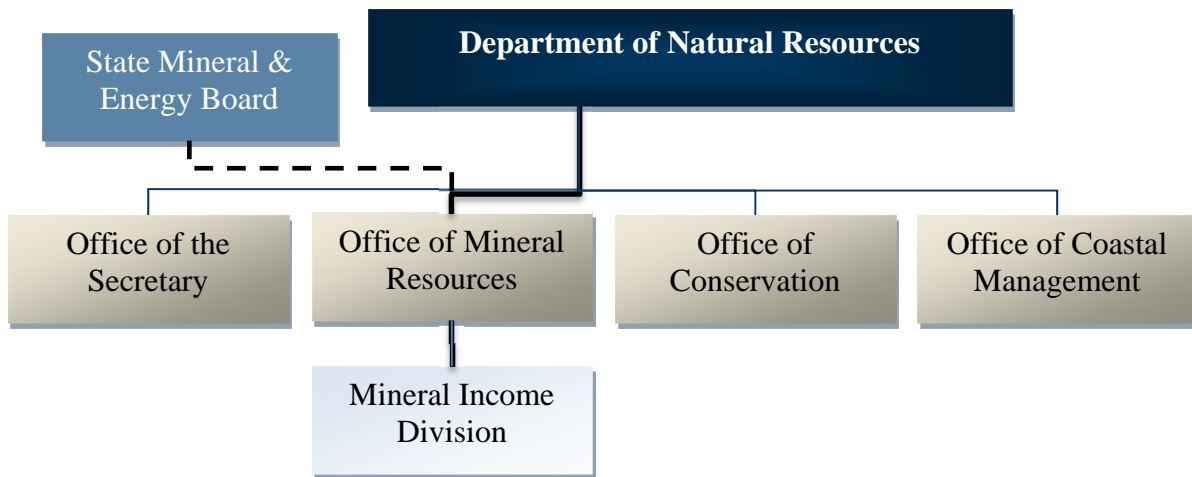 Department of Natural Resources
State Mineral &
Energy Board
Office of the
Secretary
Office of Mineral
Resources
Office of
Conservation
Office of Coastal
Management
Mineral Income
Division